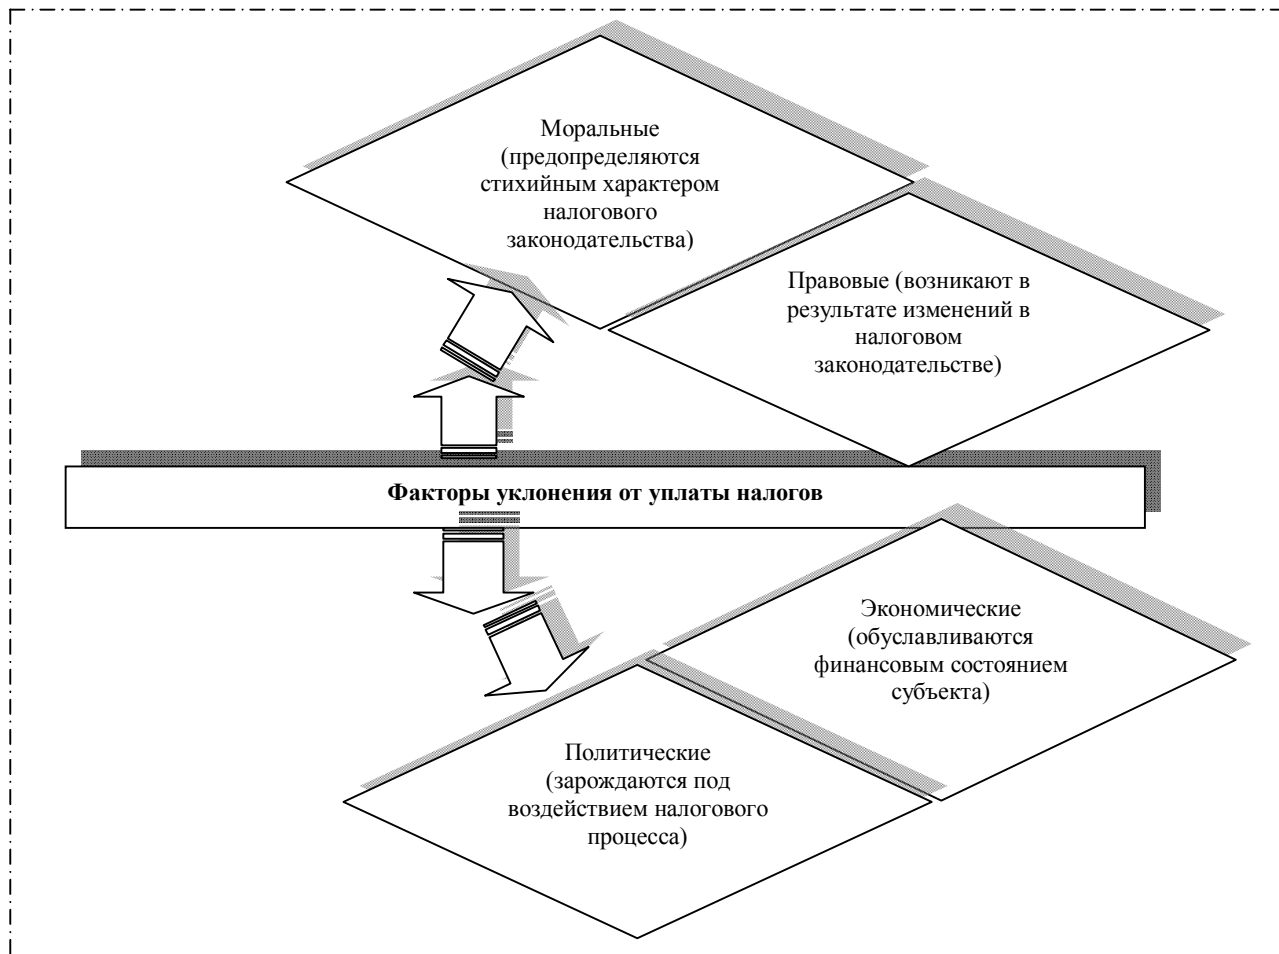 Моральные
(предопределяются
стихийным характером
налогового
законодательства)
Правовые (возникают в
результате изменений в
налоговом
законодательстве)
Факторы уклонения от уплаты налогов
Экономические
(обуславливаются
финансовым состоянием
субъекта)
Политические
(зарождаются под
воздействием налогового
процесса)